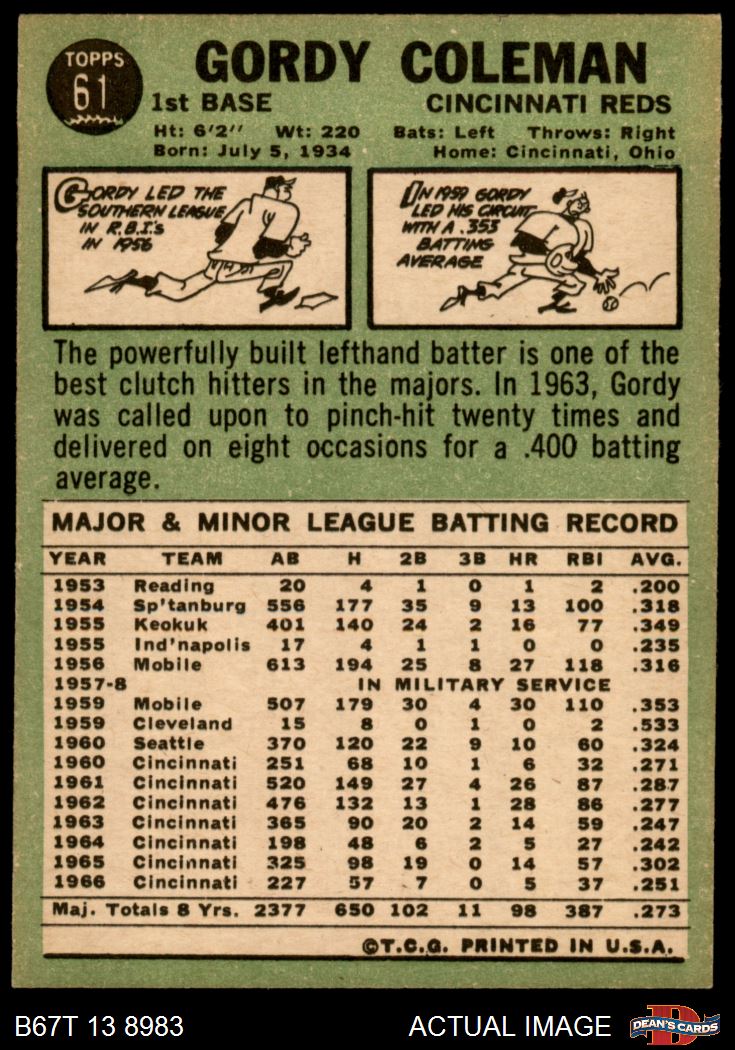 TOPPS
61
GORDY COLEMAN
1st BASE CINCINNATI REDS
Ht: 6'2" Wt: 220 Bats: Left Throws: Right
Born: July 5, 1934 Home: Cincinnati, Ohio
GORDY LED THE
SOUTHERN LEAGUE
IN R.B.I.'s
IN 1956
IN 1959 GORDY
LED HIS CIRCUIT
WITH A .353
BATTING
AVERAGE
The powerfully built lefthand batter is one of the
best clutch hitters in the majors. In 1963, Gordy
was called upon to pinch-hit twenty times and
delivered on eight occasions for a .400 batting
average.
MAJOR & MINOR LEAGUE BATTING RECORD
YEAR TEAM AB H 2B 3B HR RBI AVG.
1953 Reading 20 4 1 0 1 2 .200
1954 Sp'tanburg 556 177 35 9 13 100 .318
1955 Keokuk 401 140 24 2 16 77 .349
1955 Ind'napolis 17 4 1 1 0 0 .235
1956 Mobile 613 194 25 8 27 118 .316
1957-8 IN MILITARY SERVICE
1959 Mobile 507 179 30 4 30 110 .353
1959 Cleveland 15 8 0 1 0 2 .533
1960 Seattle 370 120 22 9 10 60 .324
1960 Cincinnati 251 68 10 1 6 32 .271
1961 Cincinnati 520 149 27 4 26 87 .287
1962 Cincinnati 476 132 13 1 28 86 .277
1963 Cincinnati 365 90 20 2 14 59 .247
1964 Cincinnati 198 48 6 2 5 27 .242
1965 Cincinnati 325 98 19 0 14 57 .302
1966 Cincinnati 227 57 7 0 5 37 .251
Maj. Totals 8 Yrs. 2377 650 102 11 98 387 .273
©T.C.G. PRINTED IN U.S.A.
B67T 13 8983 ACTUAL IMAGE
D
DEAN'S CARDS